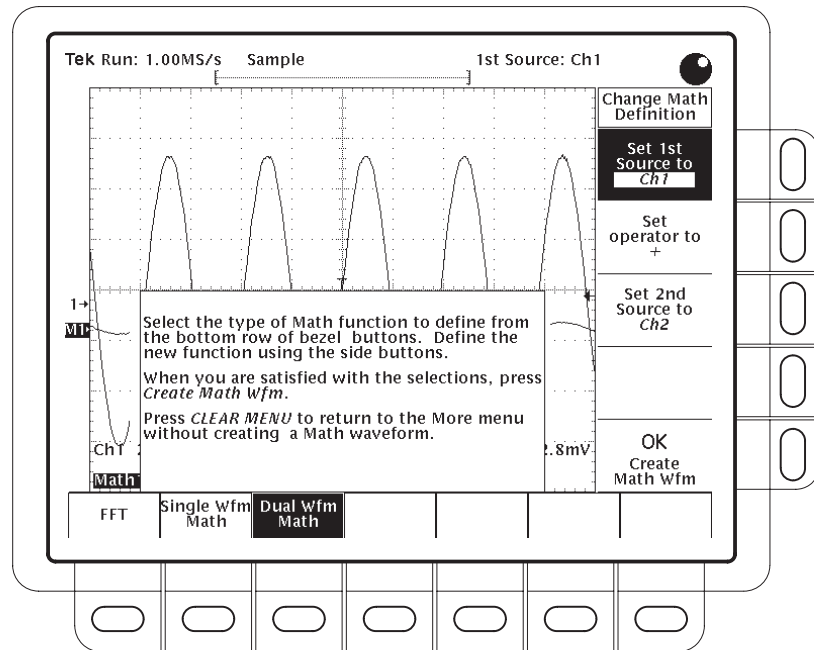 Tek Run: 1.00MS/s Sample 1st Source: Ch1
Change Math
Definition
Set 1st
Source to
Ch1
Set
operator to
+
Set 2nd
Source to
Ch2
1
M1
Select the type of Math function to define from
the bottom row of bezel buttons. Define the
new function using the side buttons.
When you are satisfied with the selections, press
Create Math Wfm.
Press CLEAR MENU to return to the More menu
without creating a Math waveform.
Ch1
2.8mV
Math
OK
Create
Math Wfm
FFT
Single Wfm
Math
Dual Wfm
Math